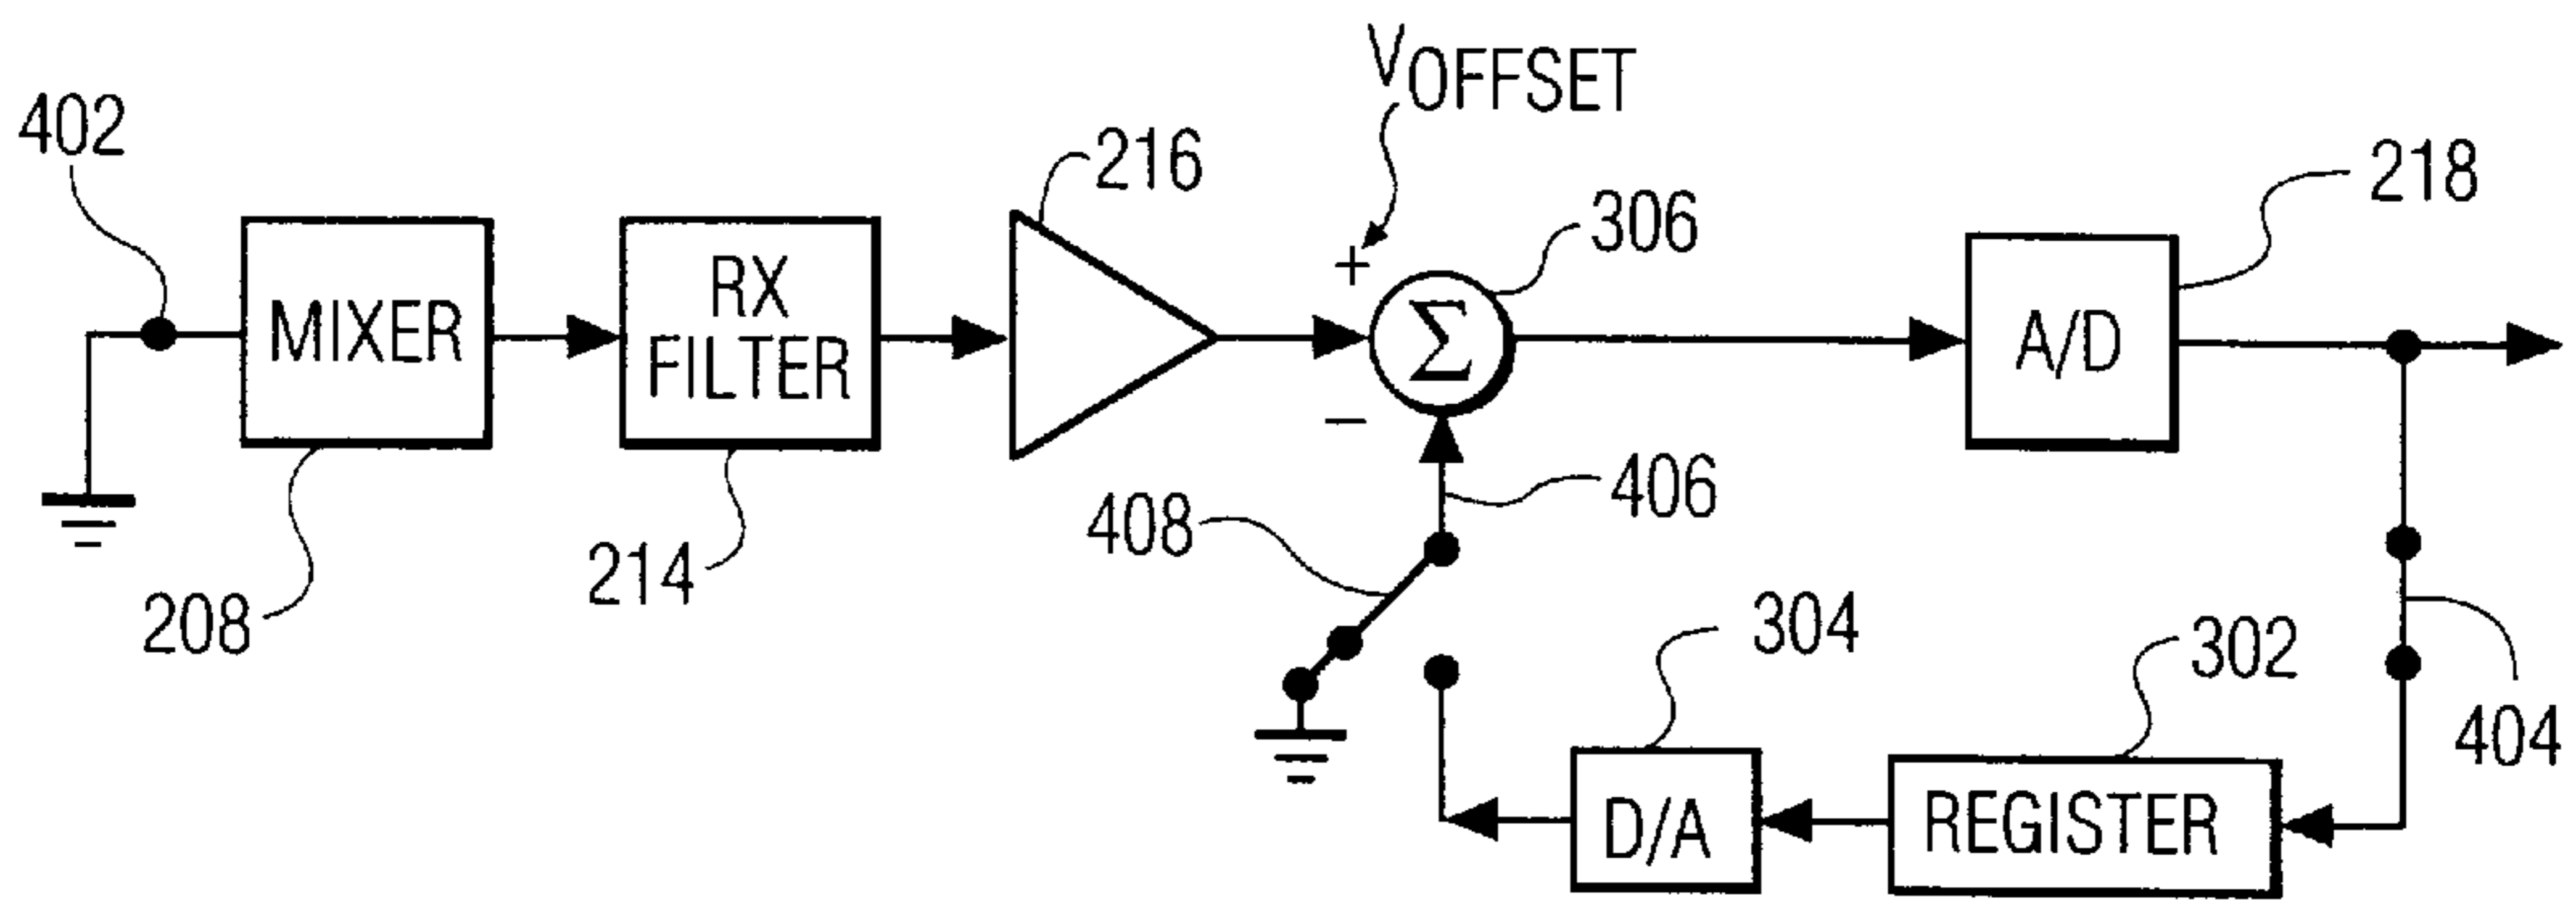 VOFFSET
402
216
218
306
MIXER
RX
FILTER
+
Σ
A/D
−
408
406
208
214
304
302
404
D/A
REGISTER